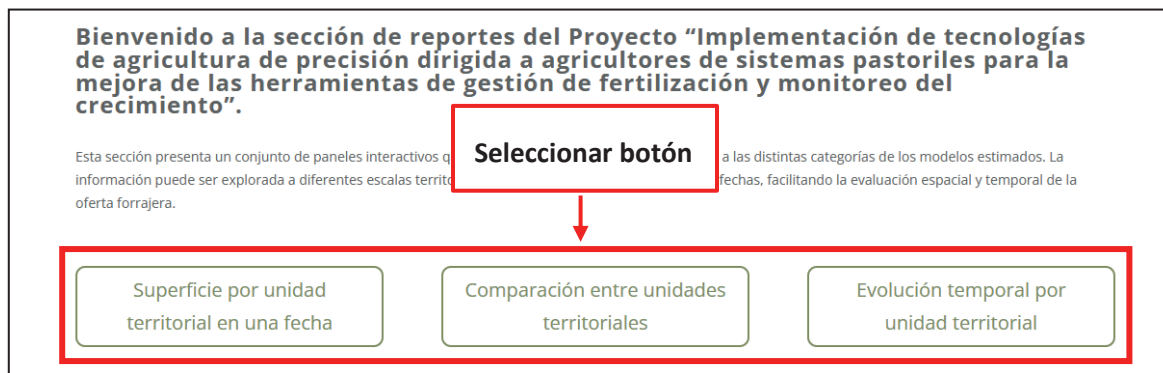 Bienvenido a la sección de reportes del Proyecto “Implementación de tecnologías
de agricultura de precisión dirigida a agricultores de sistemas pastoriles para la
mejora de las herramientas de gestión de fertilización y monitoreo del
crecimiento”.
Seleccionar botón
Esta sección presenta un conjunto de paneles interactivos a las distintas categorías de los modelos estimados. La
información puede ser explorada a diferentes escalas fechas, facilitando la evaluación espacial y temporal de la
oferta forrajera.
Superficie por unidad
territorial en una fecha
Comparación entre unidades
territoriales
Evolución temporal por
unidad territorial